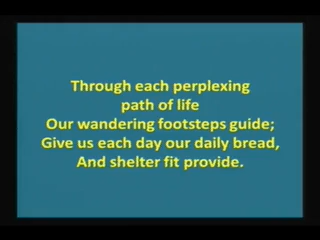 Through each perplexing
path of life
Our wandering footsteps guide;
Give us each day our daily bread,
And shelter fit provide.